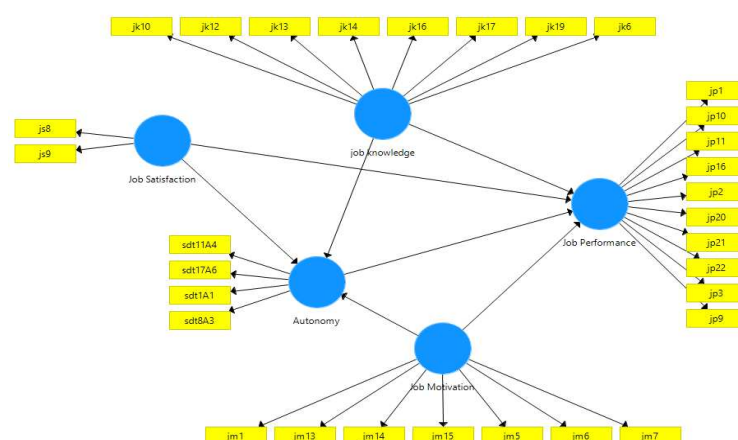 jk10 jk12 jk13 jk14 jk16 jk17 jk19 jk6
jp1
jp10
jp11
jp16
jp2
jp20
jp21
jp22
jp3
jp9
js8
js9
job knowledge
Job Satisfaction
Job Performance
sdt11A4
sdt17A6
sdt1A1
sdt8A3
Autonomy
Job Motivation
jm1 jm13 jm14 jm15 jm5 jm6 jm7